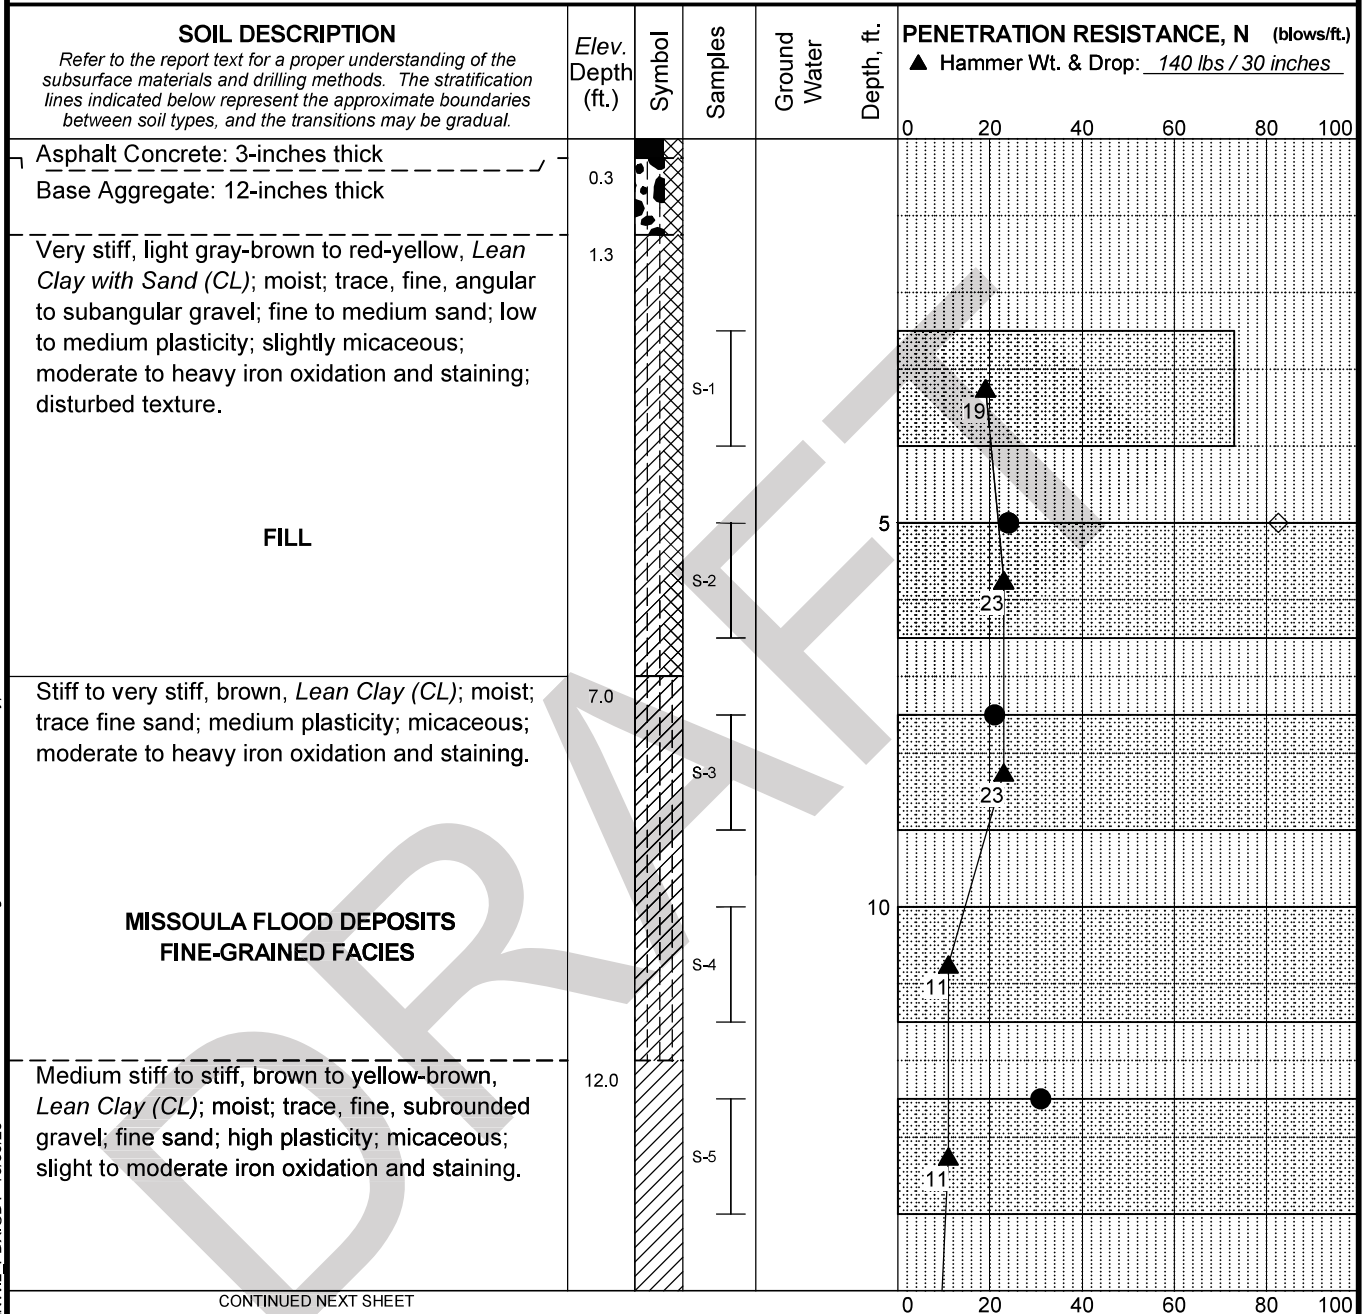 SOIL DESCRIPTION
Refer to the report text for a proper understanding of the
subsurface materials and drilling methods. The stratification
lines indicated below represent the approximate boundaries
between soil types, and the transitions may be gradual.
Elev.
Depth
(ft.)
Symbol
Samples
Ground
Water
Depth, ft.
PENETRATION RESISTANCE, N (blows/ft.)
▲ Hammer Wt. & Drop: 140 lbs / 30 inches
0 20 40 60 80 100
Asphalt Concrete: 3-inches thick
0.3
Base Aggregate: 12-inches thick
Very stiff, light gray-brown to red-yellow, Lean
1.3
Clay with Sand (CL); moist; trace, fine, angular
to subangular gravel; fine to medium sand; low
to medium plasticity; slightly micaceous;
moderate to heavy iron oxidation and staining;
disturbed texture.
S-1
19
FILL
5
S-2
23
Stiff to very stiff, brown, Lean Clay (CL); moist;
7.0
trace fine sand; medium plasticity; micaceous;
moderate to heavy iron oxidation and staining.
S-3
23
MISSOULA FLOOD DEPOSITS
FINE-GRAINED FACIES
10
S-4
11
Medium stiff to stiff, brown to yellow-brown,
12.0
Lean Clay (CL); moist; trace, fine, subrounded
gravel; fine sand; high plasticity; micaceous;
slight to moderate iron oxidation and staining.
S-5
11
CONTINUED NEXT SHEET
0 20 40 60 80 100
DRAFT